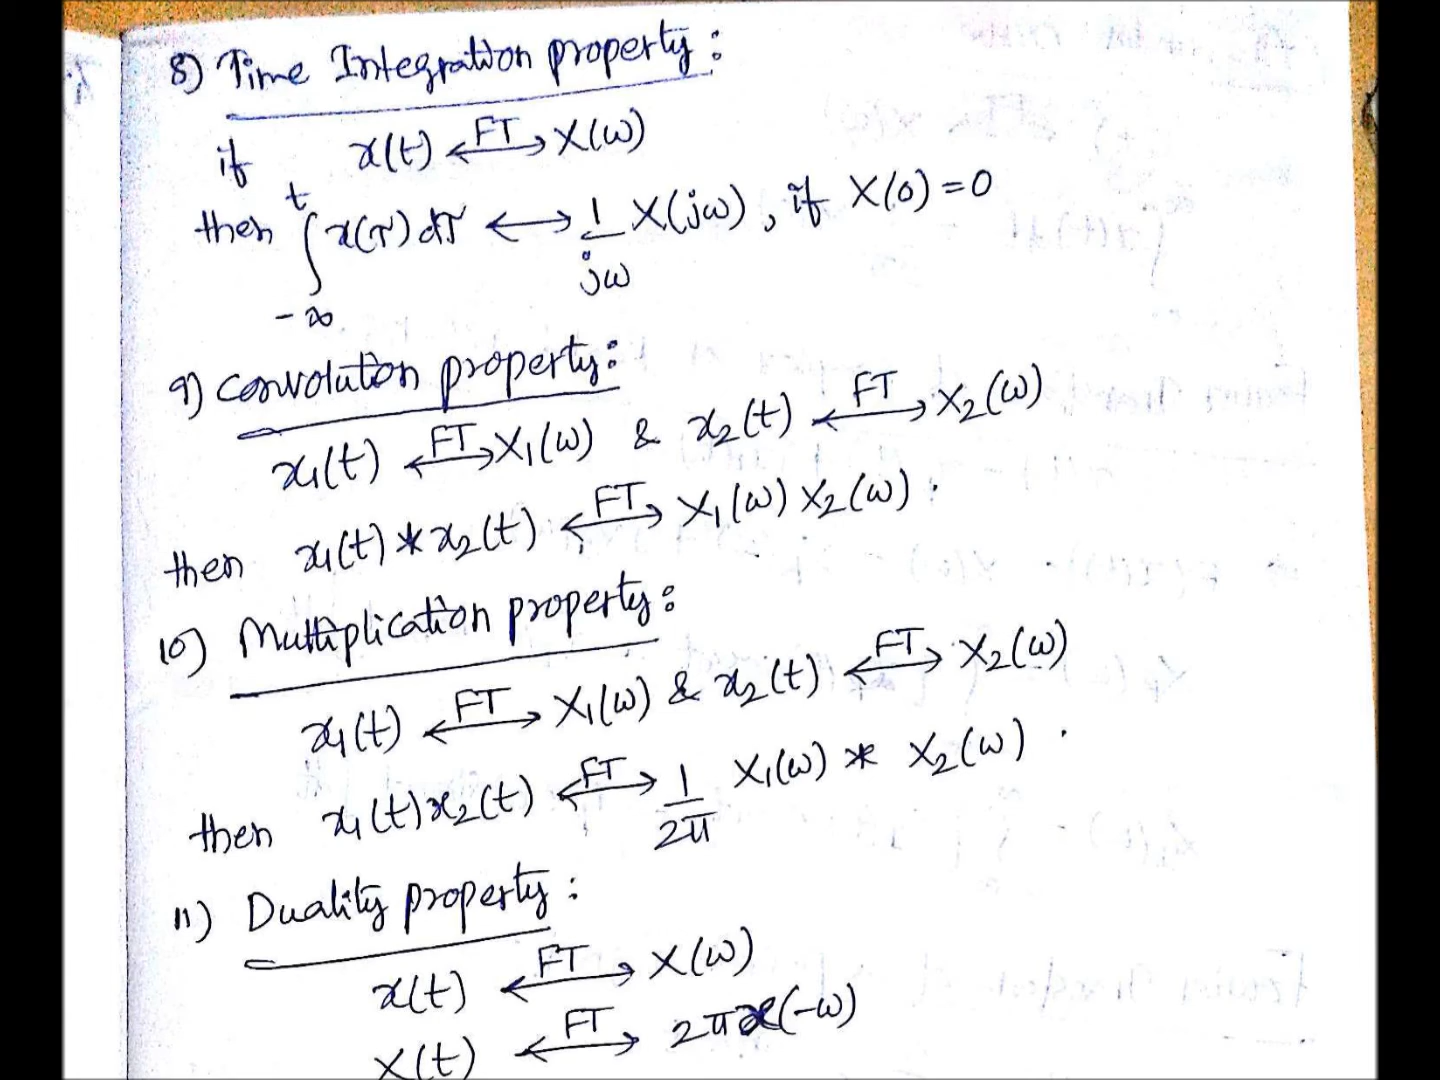 8) Time Integration property:
if x(t) ←FT→ X(ω)
then ∫_{-∞}^{t} x(τ) dτ ←→ 1/jω X(jω), if X(0) = 0
9) Convolution property:
x₁(t) ←FT→ X₁(ω) & x₂(t) ←FT→ X₂(ω)
then x₁(t) * x₂(t) ←FT→ X₁(ω) X₂(ω).
10) Multiplication property:
x₁(t) ←FT→ X₁(ω) & x₂(t) ←FT→ X₂(ω)
then x₁(t) x₂(t) ←FT→ 1/2π X₁(ω) * X₂(ω).
11) Duality property:
x(t) ←FT→ X(ω)
X(t) ←FT→ 2πx(-ω)